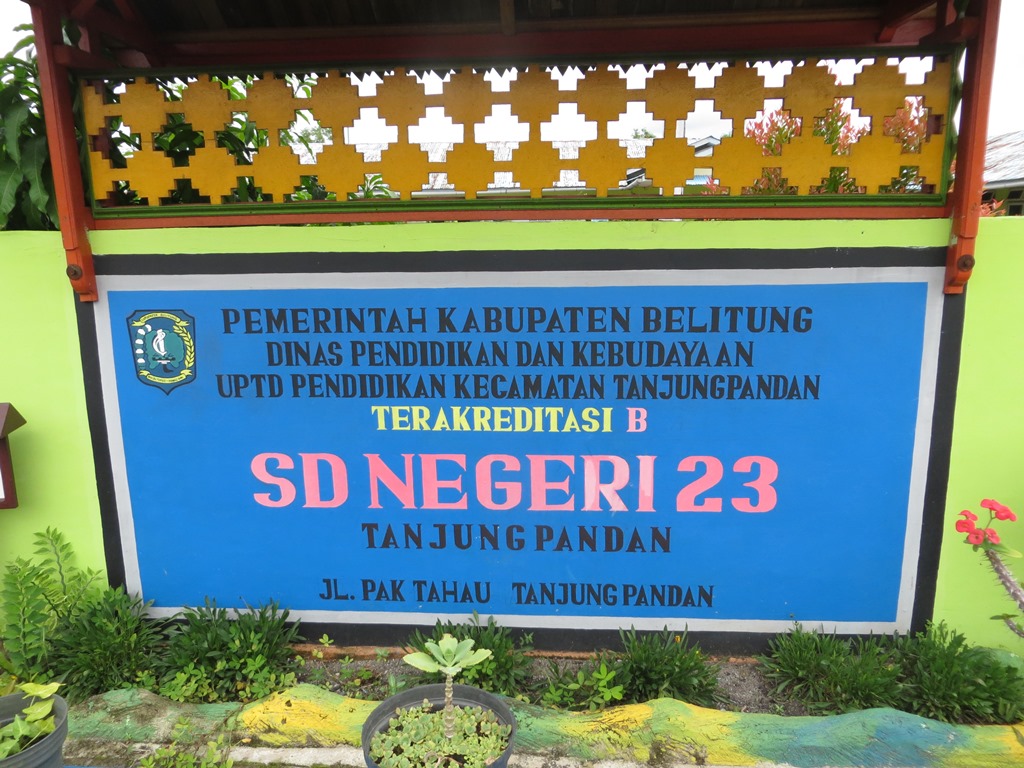 PEMERINTAH KABUPATEN BELITUNG
DINAS PENDIDIKAN DAN KEBUDAYAAN
UPTD PENDIDIKAN KECAMATAN TANJUNGPANDAN
TERAKREDITASI B
SD NEGERI 23
TANJUNG PANDAN
JL. PAK TAHAU TANJUNG PANDAN